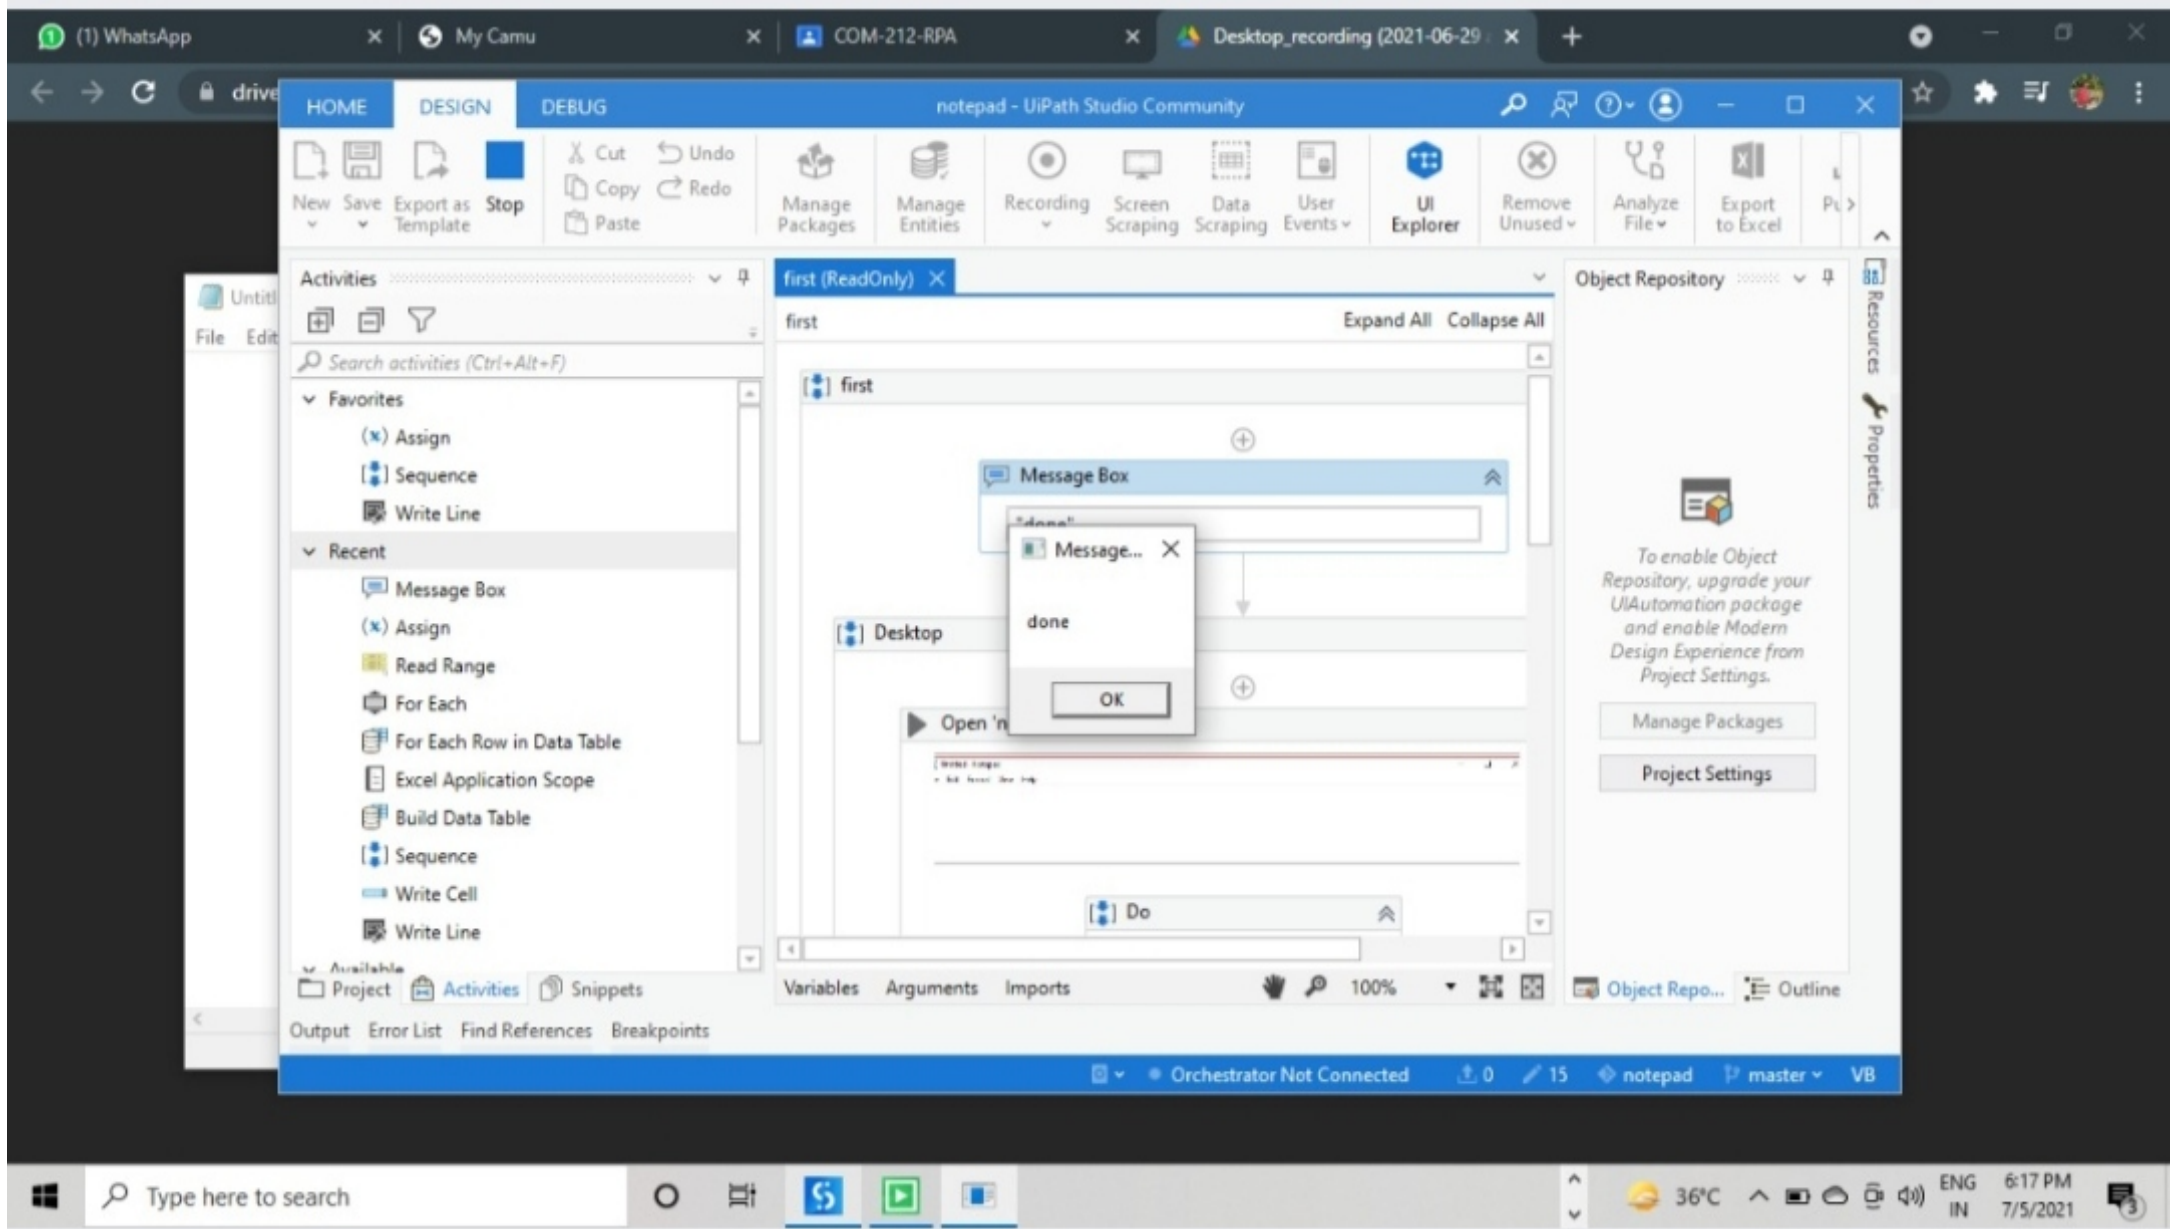 (1) WhatsApp
My Camu
COM-212-RPA
Desktop_recording (2021-06-29
drive
HOME DESIGN DEBUG
notepad - UiPath Studio Community
New Save Export as Template Stop
Cut Copy Paste Undo Redo
Manage Packages
Manage Entities
Recording
Screen Scraping
Data Scraping
User Events
UI Explorer
Remove Unused
Analyze File
Export to Excel
Untitl
File Edit
Activities
Search activities (Ctrl+Alt+F)
Favorites
Assign
Sequence
Write Line
Recent
Message Box
Assign
Read Range
For Each
For Each Row in Data Table
Excel Application Scope
Build Data Table
Sequence
Write Cell
Write Line
Available
Project Activities Snippets
Output Error List Find References Breakpoints
first (ReadOnly)
first
Expand All Collapse All
first
Message Box
"done"
Message...
done
OK
Desktop
Open 'n
Do
Variables Arguments Imports
100%
Object Repository
To enable Object
Repository, upgrade your
UIAutomation package
and enable Modern
Design Experience from
Project Settings.
Manage Packages
Project Settings
Object Repo... Outline
Resources
Properties
Orchestrator Not Connected 0 15 notepad master VB
Type here to search
36°C
ENG
IN
6:17 PM
7/5/2021
3